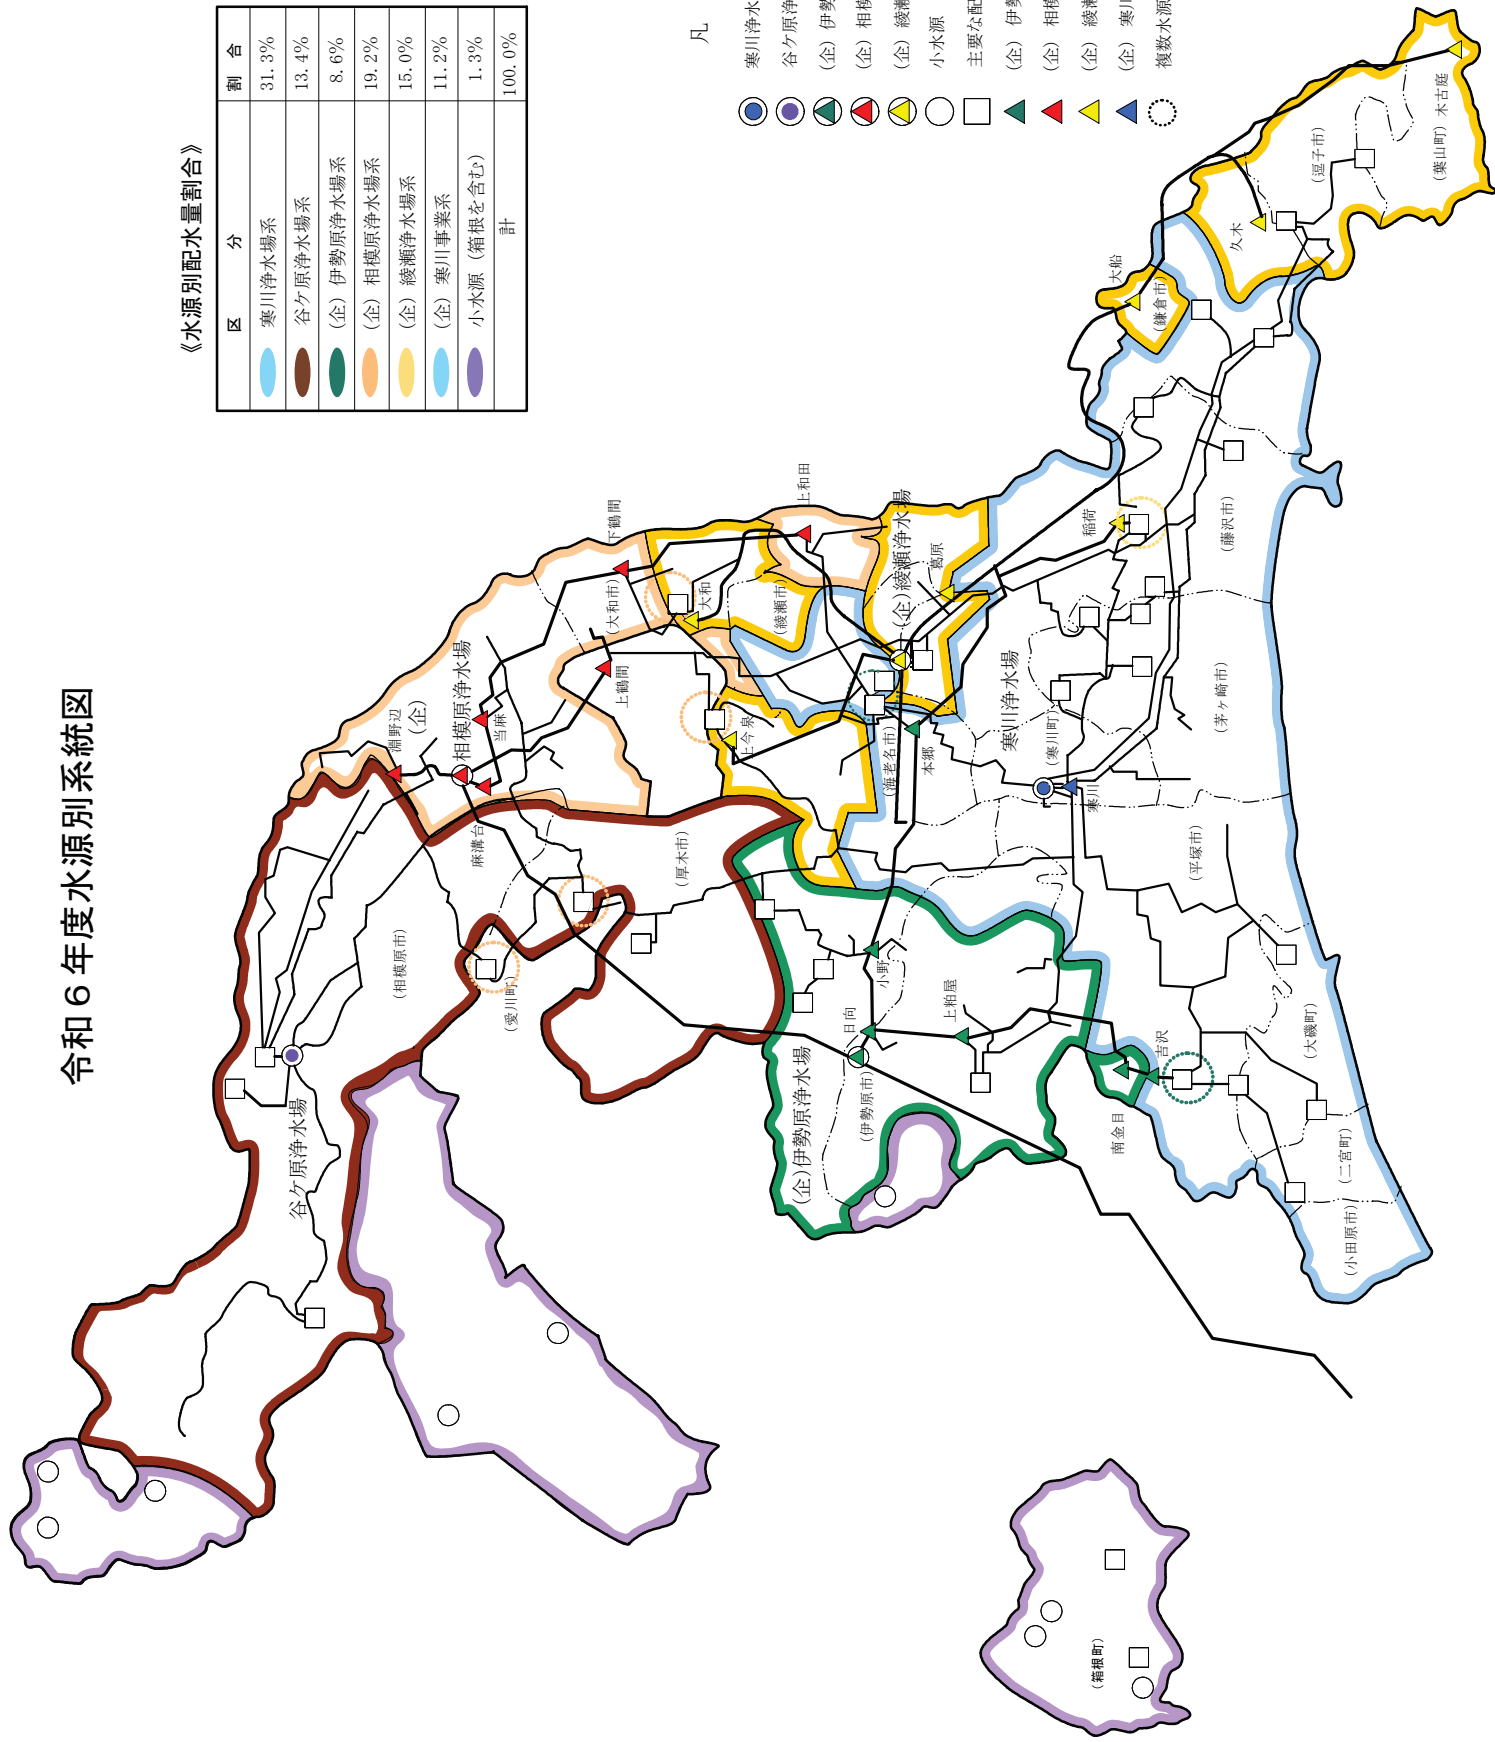 令和６年度水源別系統図
《水源別配水量割合》
区　分　割　合
寒川浄水場系　31.3%
谷ケ原浄水場系　13.4%
(企) 伊勢原浄水場系　8.6%
(企) 相模原浄水場系　19.2%
(企) 綾瀬浄水場系　15.0%
(企) 寒川事業系　11.2%
小水源 (箱根を含む)　1.3%
計　100.0%
凡
寒川浄水
谷ケ原浄
(企) 伊勢
(企) 相模
(企) 綾瀬
小水源
主要な配
(企) 伊勢
(企) 相模
(企) 綾瀬
(企) 寒川
複数水源
淵野辺
(企)
相模原浄水場
当麻
麻溝台
(大和市)
下鶴間
上鶴間
大和
上和田
(綾瀬市)
上今泉
(企)綾瀬浄水場
葛原
(海老名市)
本郷
寒川浄水場
(寒川町)
寒川
稲荷
(藤沢市)
(茅ヶ崎市)
大船
(鎌倉市)
久木
(逗子市)
(葉山町)
木古庭
(相模原市)
(愛川町)
(厚木市)
谷ケ原浄水場
(企)伊勢原浄水場
(伊勢原市)
日向
小野
上粕屋
南金目
吉沢
(平塚市)
(大磯町)
(二宮町)
(小田原市)
(箱根町)